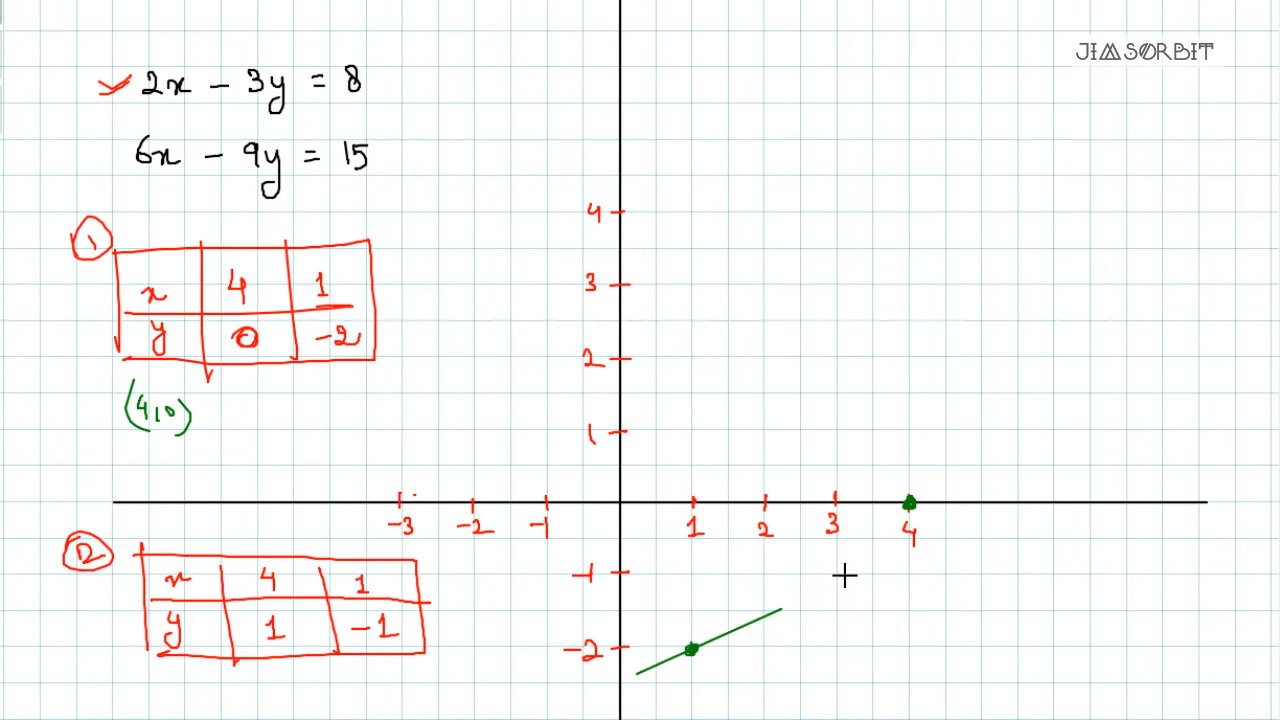 JIMSORBIT
2x - 3y = 8
6x - 9y = 15
1
x 4 1
y 0 -2
(4,0)
4
3
2
1
-3 -2 -1 1 2 3 4
-1
-2
2
x 4 1
y 1 -1